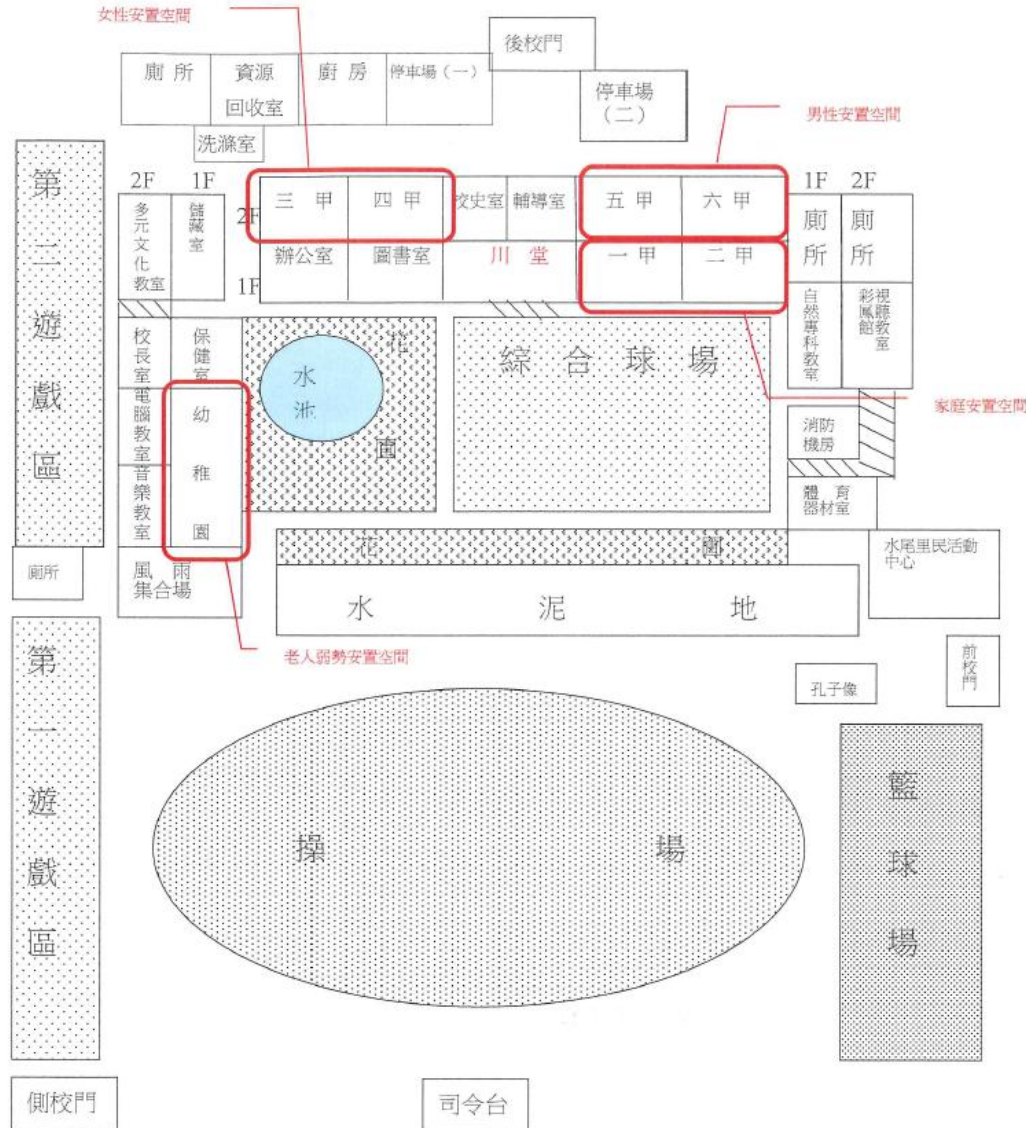 女性安置空間
後校門
廁所
資源
回收室
廚房
停車場(一)
停車場
(二)
男性安置空間
洗滌室
第二遊戲區
2F
1F
多元文化教室
儲藏室
2F
三甲
四甲
校史室
輔導室
五甲
六甲
1F
2F
廁所
廁所
1F
辦公室
圖書室
川堂
一甲
二甲
自然專科教室
彩鳳館
視聽教室
校長室
保健室
水池
花園
綜合球場
家庭安置空間
電腦教室
幼稚園
音樂教室
消防
機房
體育
器材室
廁所
風雨
集合場
花園
水尾里民活動
中心
水泥地
第一遊戲區
老人弱勢安置空間
孔子像
前校門
操場
籃球場
側校門
司令台